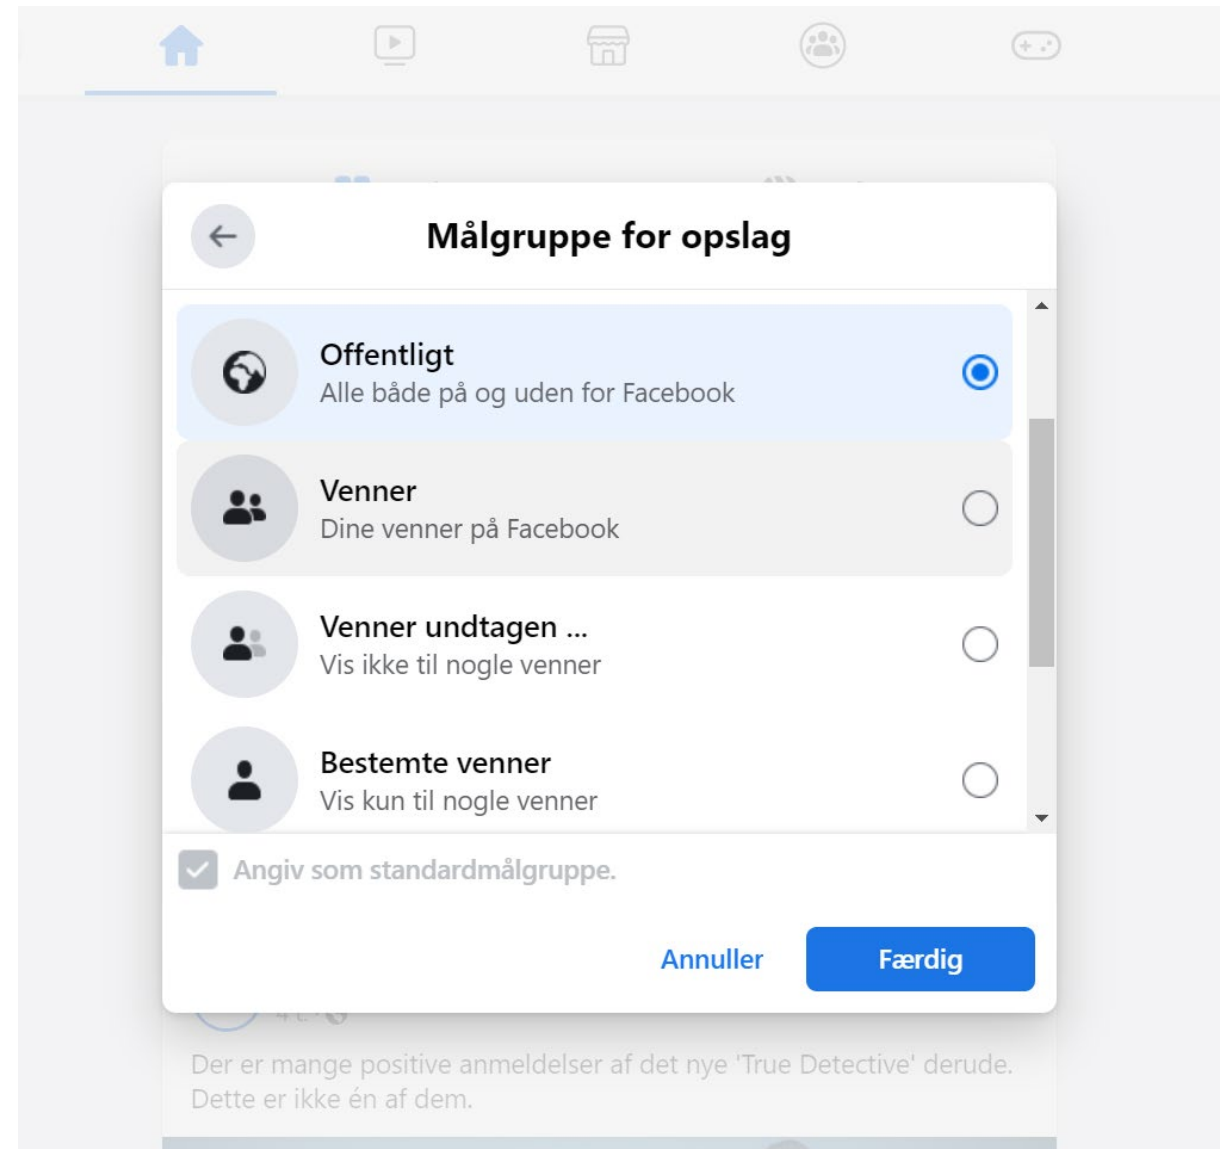 Målgruppe for opslag
Offentligt
Alle både på og uden for Facebook
Venner
Dine venner på Facebook
Venner undtagen ...
Vis ikke til nogle venner
Bestemte venner
Vis kun til nogle venner
Angiv som standardmålgruppe.
Annuller
Færdig
Der er mange positive anmeldelser af det nye 'True Detective' derude.
Dette er ikke én af dem.